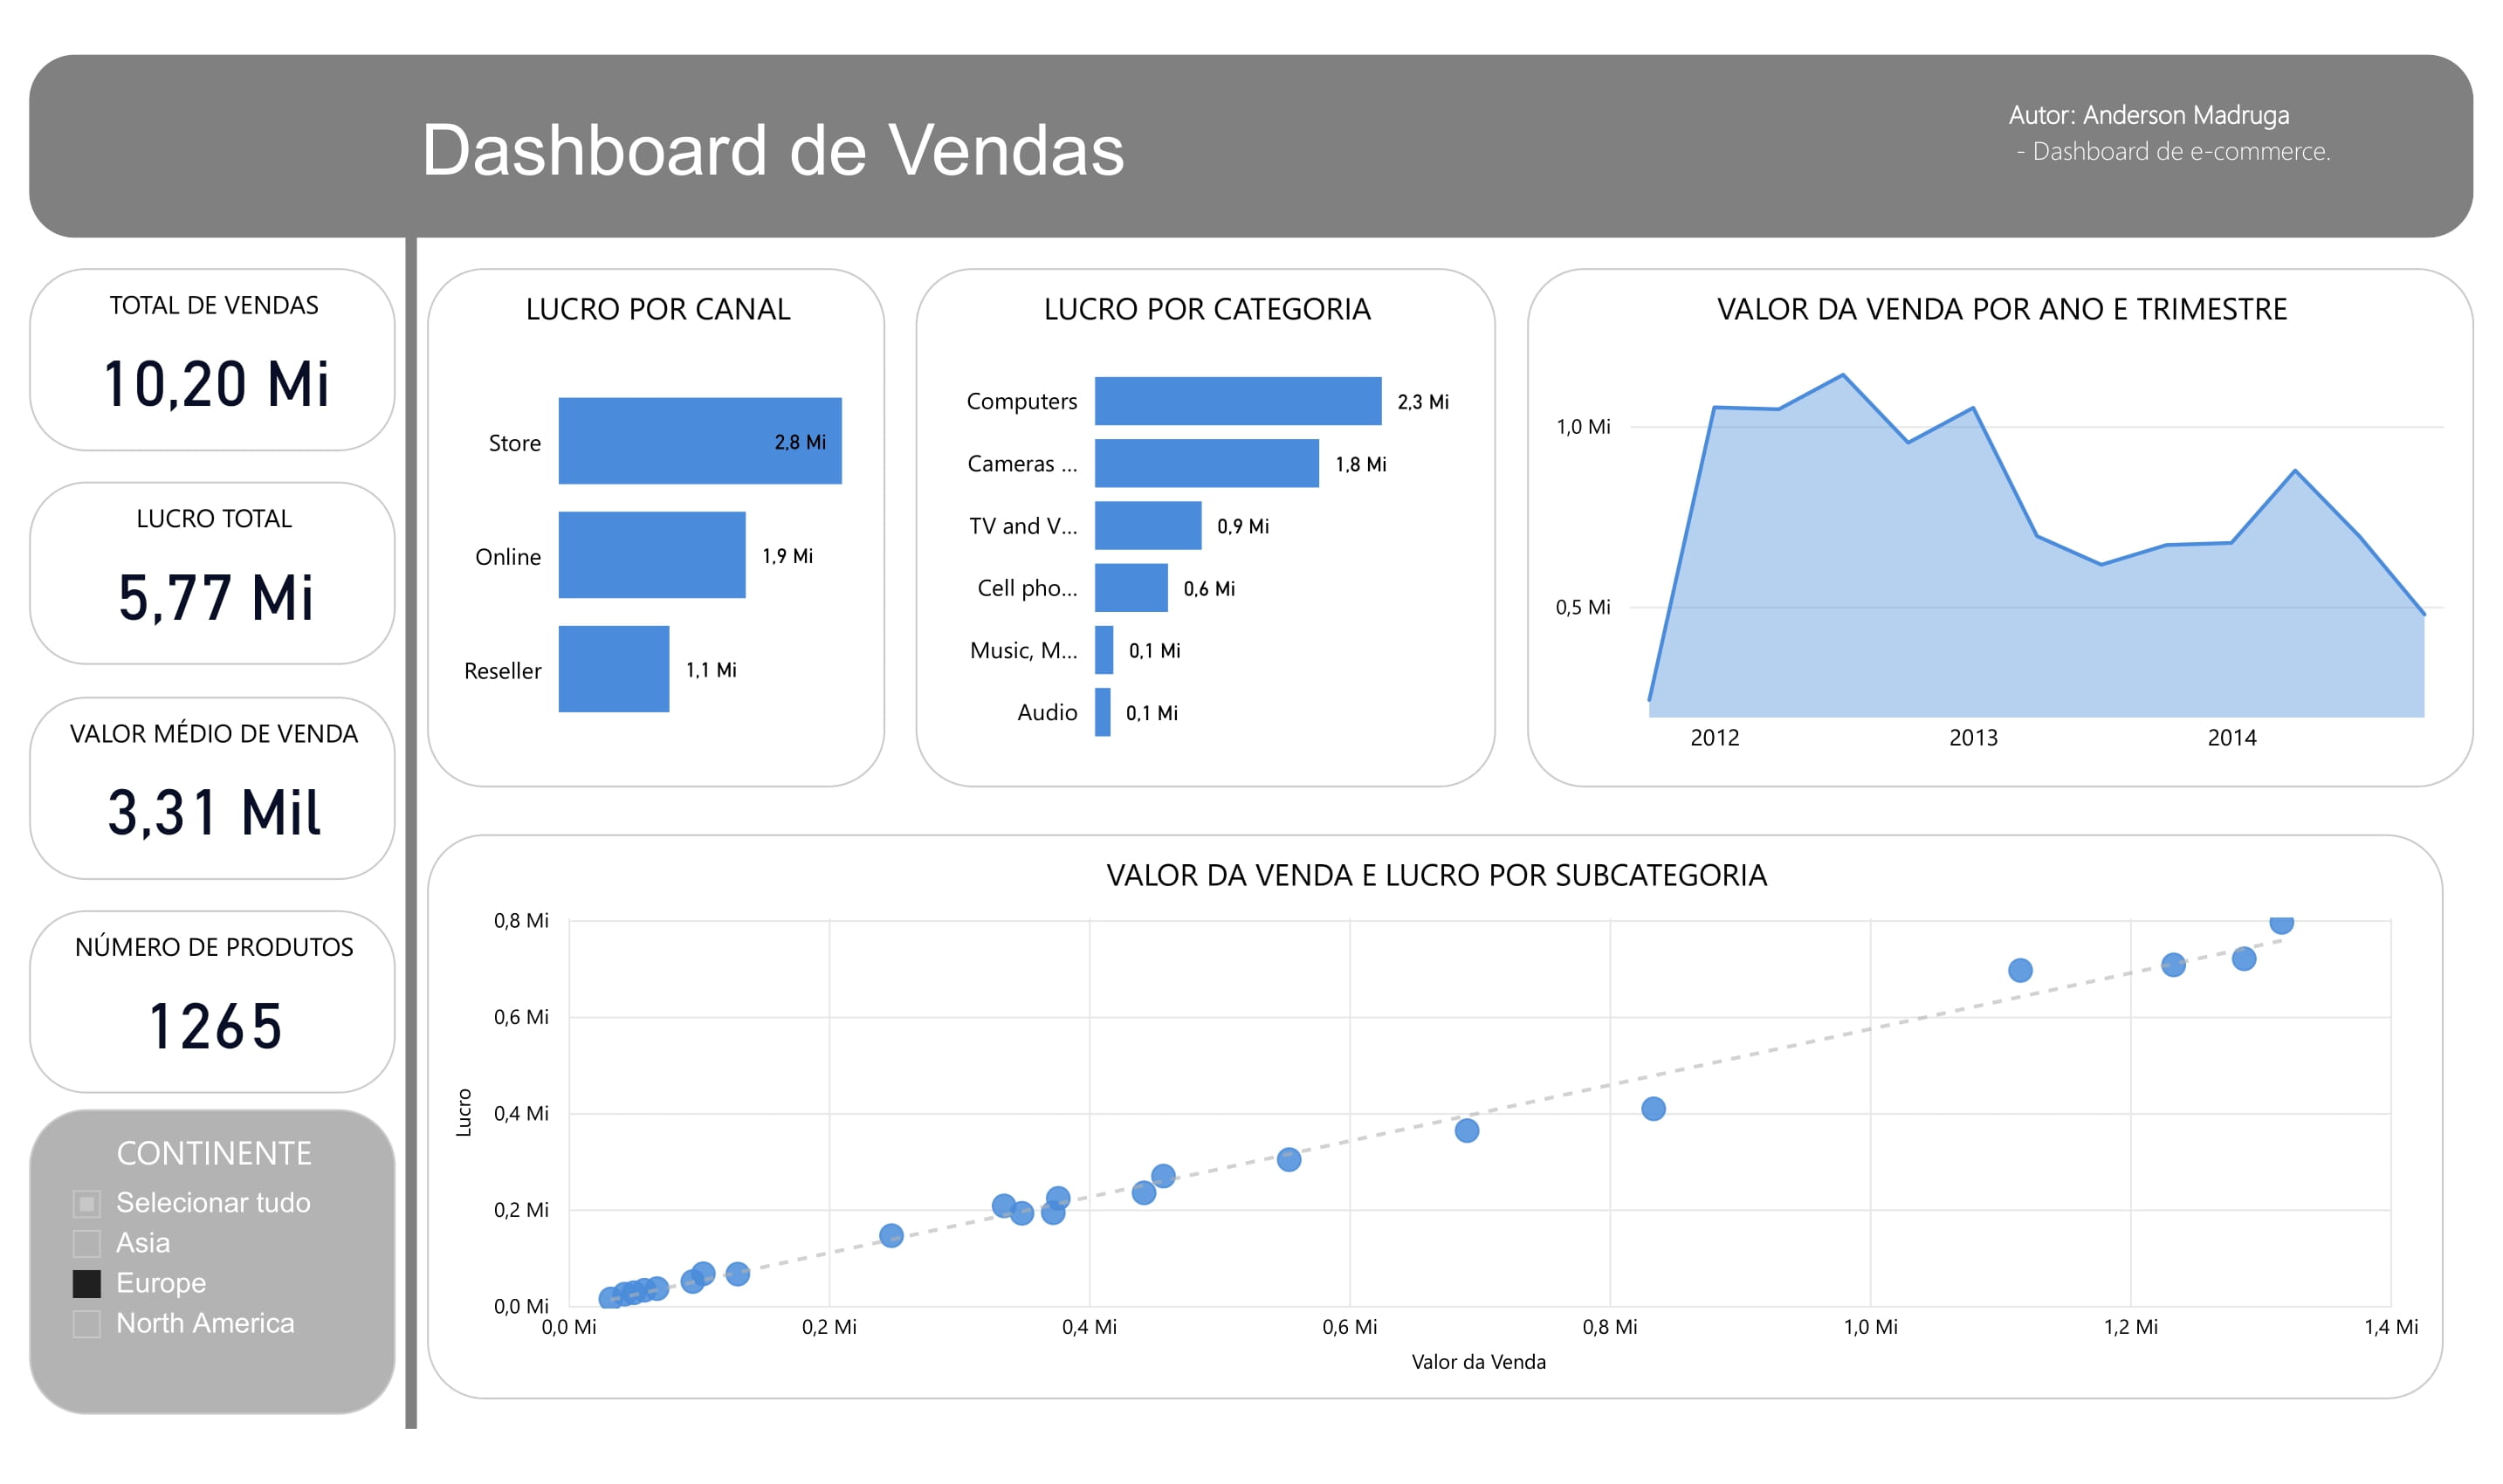 Dashboard de Vendas
Autor: Anderson Madruga
- Dashboard de e-commerce.
TOTAL DE VENDAS
10,20 Mi
LUCRO TOTAL
5,77 Mi
VALOR MÉDIO DE VENDA
3,31 Mil
NÚMERO DE PRODUTOS
1265
CONTINENTE
Selecionar tudo
Asia
Europe
North America
LUCRO POR CANAL
Store 2,8 Mi
Online 1,9 Mi
Reseller 1,1 Mi
LUCRO POR CATEGORIA
Computers 2,3 Mi
Cameras ... 1,8 Mi
TV and V... 0,9 Mi
Cell pho... 0,6 Mi
Music, M... 0,1 Mi
Audio 0,1 Mi
VALOR DA VENDA POR ANO E TRIMESTRE
1,0 Mi
0,5 Mi
2012 2013 2014
VALOR DA VENDA E LUCRO POR SUBCATEGORIA
Lucro
0,8 Mi
0,6 Mi
0,4 Mi
0,2 Mi
0,0 Mi
0,0 Mi 0,2 Mi 0,4 Mi 0,6 Mi 0,8 Mi 1,0 Mi 1,2 Mi 1,4 Mi
Valor da Venda